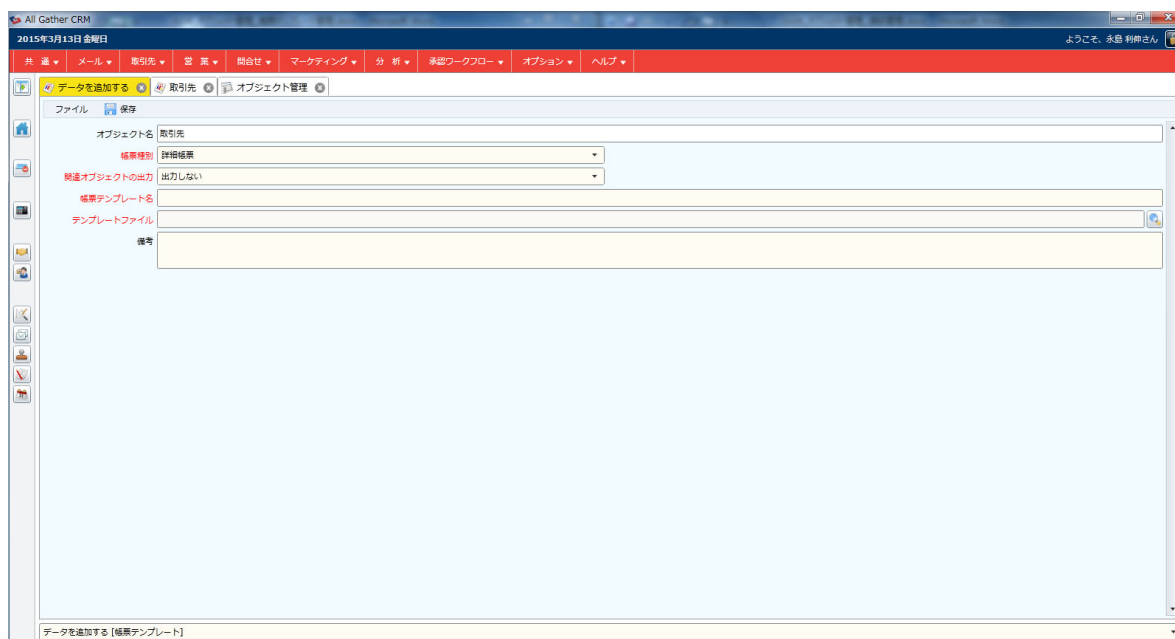 All Gather CRM
2015年3月13日 金曜日 ようこそ、永島 利伸さん
共 通 メール 取引先 営 業 問合せ マーケティング 分 析 承認ワークフロー オプション ヘルプ
データを追加する 取引先 オブジェクト管理
ファイル 保存
オブジェクト名 取引先
帳票種別 詳細帳票
関連オブジェクトの出力 出力しない
帳票テンプレート名
テンプレートファイル
備考
データを追加する [帳票テンプレート]